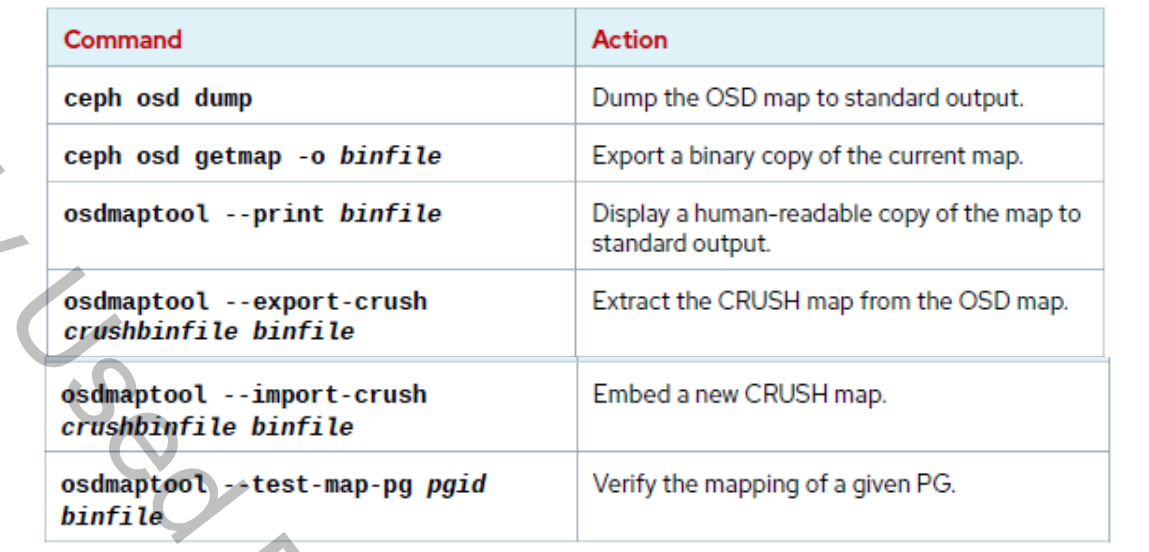 Command Action
ceph osd dump Dump the OSD map to standard output.
ceph osd getmap -o binfile Export a binary copy of the current map.
osdmaptool --print binfile Display a human-readable copy of the map to
standard output.
osdmaptool --export-crush Extract the CRUSH map from the OSD map.
crushbinfile binfile
osdmaptool --import-crush Embed a new CRUSH map.
crushbinfile binfile
osdmaptool --test-map-pg pgid Verify the mapping of a given PG.
binfile
Used